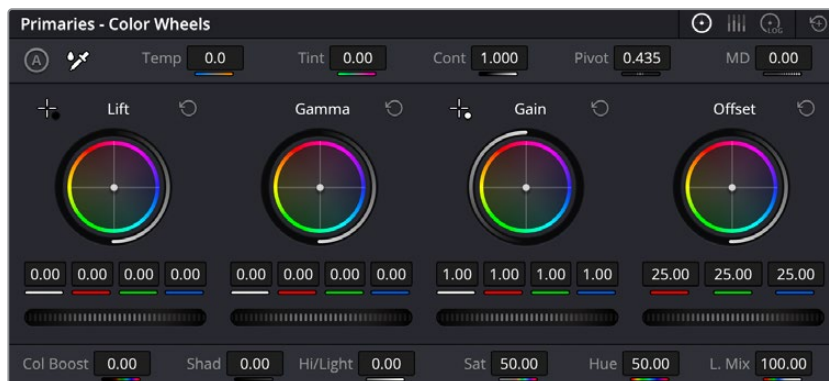 Primaries - Color Wheels
LOG
A Temp 0.0 Tint 0.00 Cont 1.000 Pivot 0.435 MD 0.00
Lift Gamma Gain Offset
0.00 0.00 0.00 0.00 0.00 0.00 0.00 0.00 1.00 1.00 1.00 1.00 25.00 25.00 25.00
Col Boost 0.00 Shad 0.00 Hi/Light 0.00 Sat 50.00 Hue 50.00 L. Mix 100.00